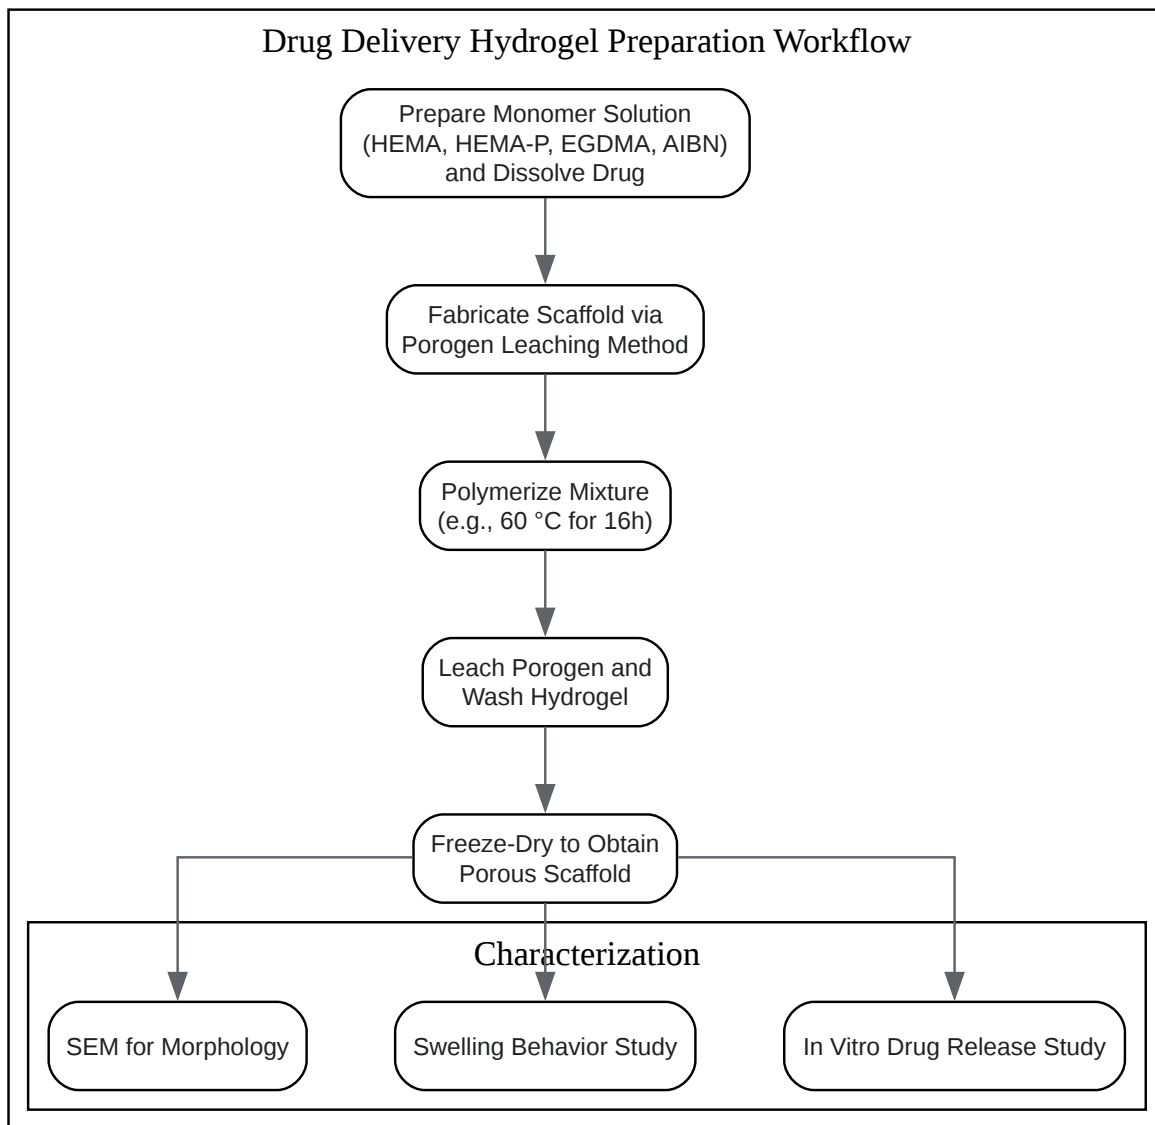 Drug Delivery Hydrogel Preparation Workflow
Prepare Monomer Solution
(HEMA, HEMA-P, EGDMA, AIBN)
and Dissolve Drug
Fabricate Scaffold via
Porogen Leaching Method
Polymerize Mixture
(e.g., 60 °C for 16h)
Leach Porogen and
Wash Hydrogel
Freeze-Dry to Obtain
Porous Scaffold
Characterization
SEM for Morphology
Swelling Behavior Study
In Vitro Drug Release Study